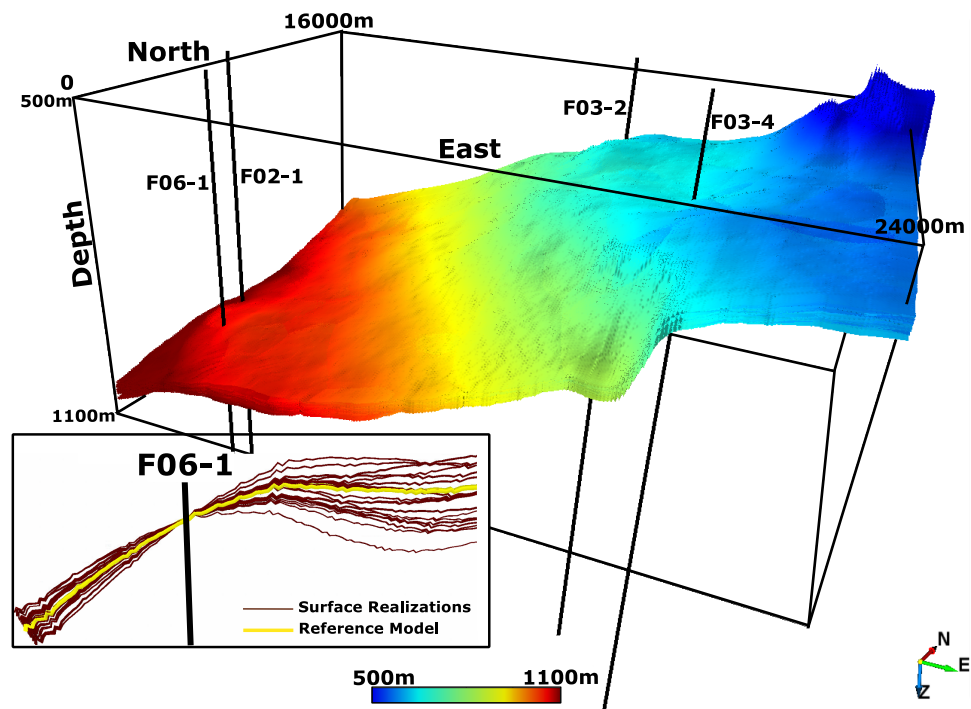 16000m
North
0
500m
F03-2
F03-4
East
F06-1
F02-1
24000m
Depth
1100m
F06-1
Surface Realizations
Reference Model
500m
1100m
N
E
Z